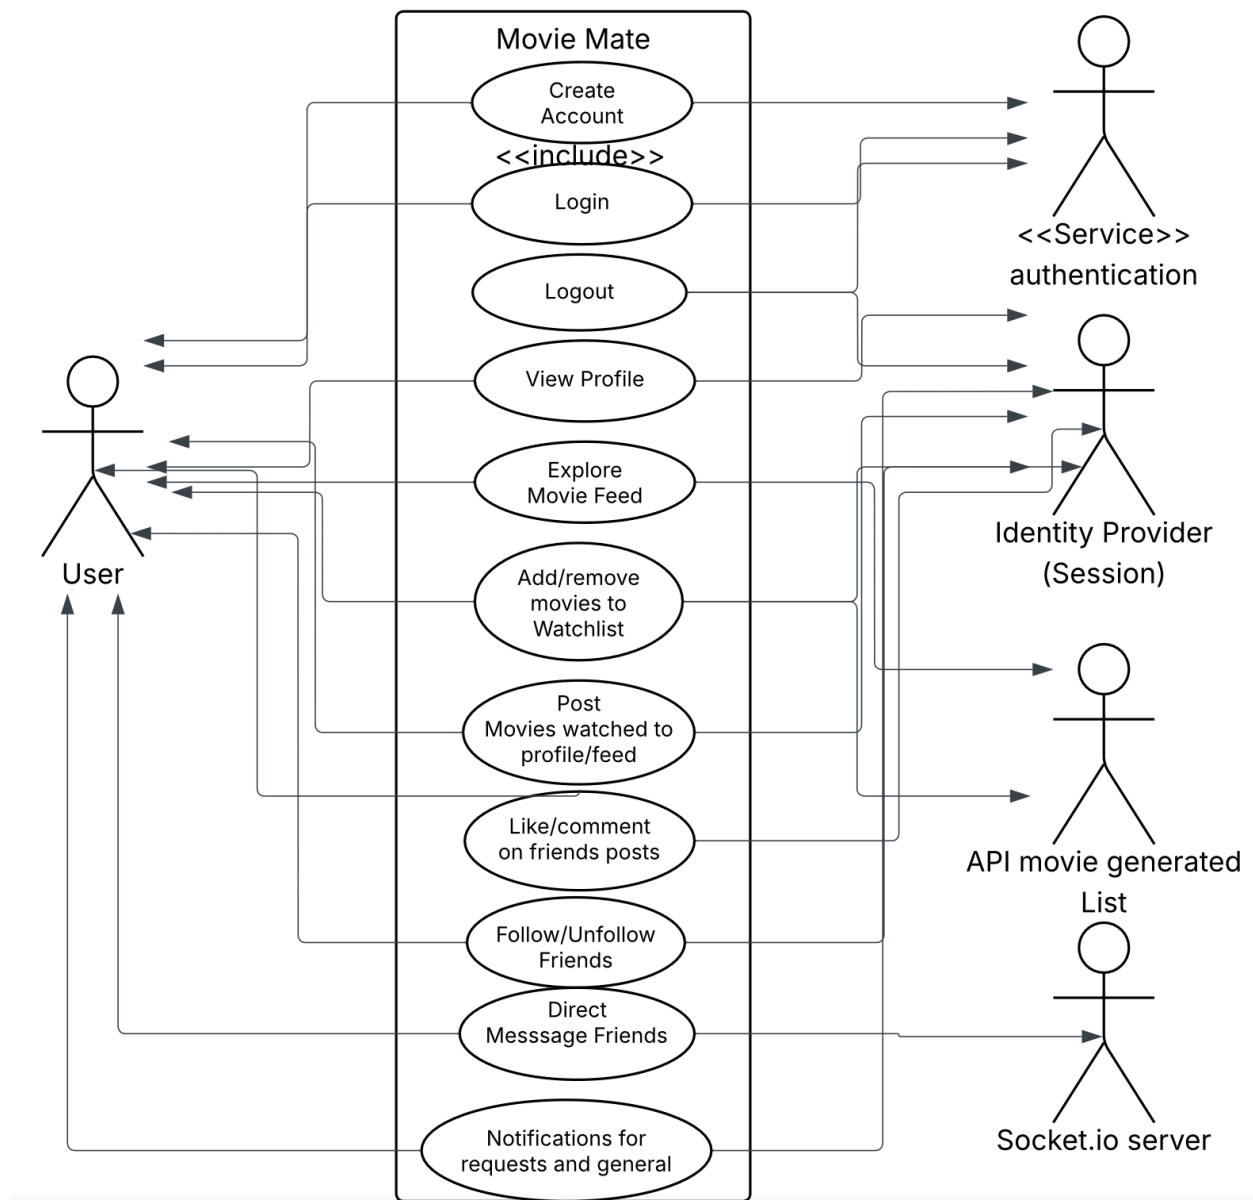 Movie Mate
Create
Account
<<include>>
Login
Logout
View Profile
Explore
Movie Feed
Add/remove
movies to
Watchlist
Post
Movies watched to
profile/feed
Like/comment
on friends posts
Follow/Unfollow
Friends
Direct
Messsage Friends
Notifications for
requests and general
User
<<Service>>
authentication
Identity Provider
(Session)
API movie generated
List
Socket.io server